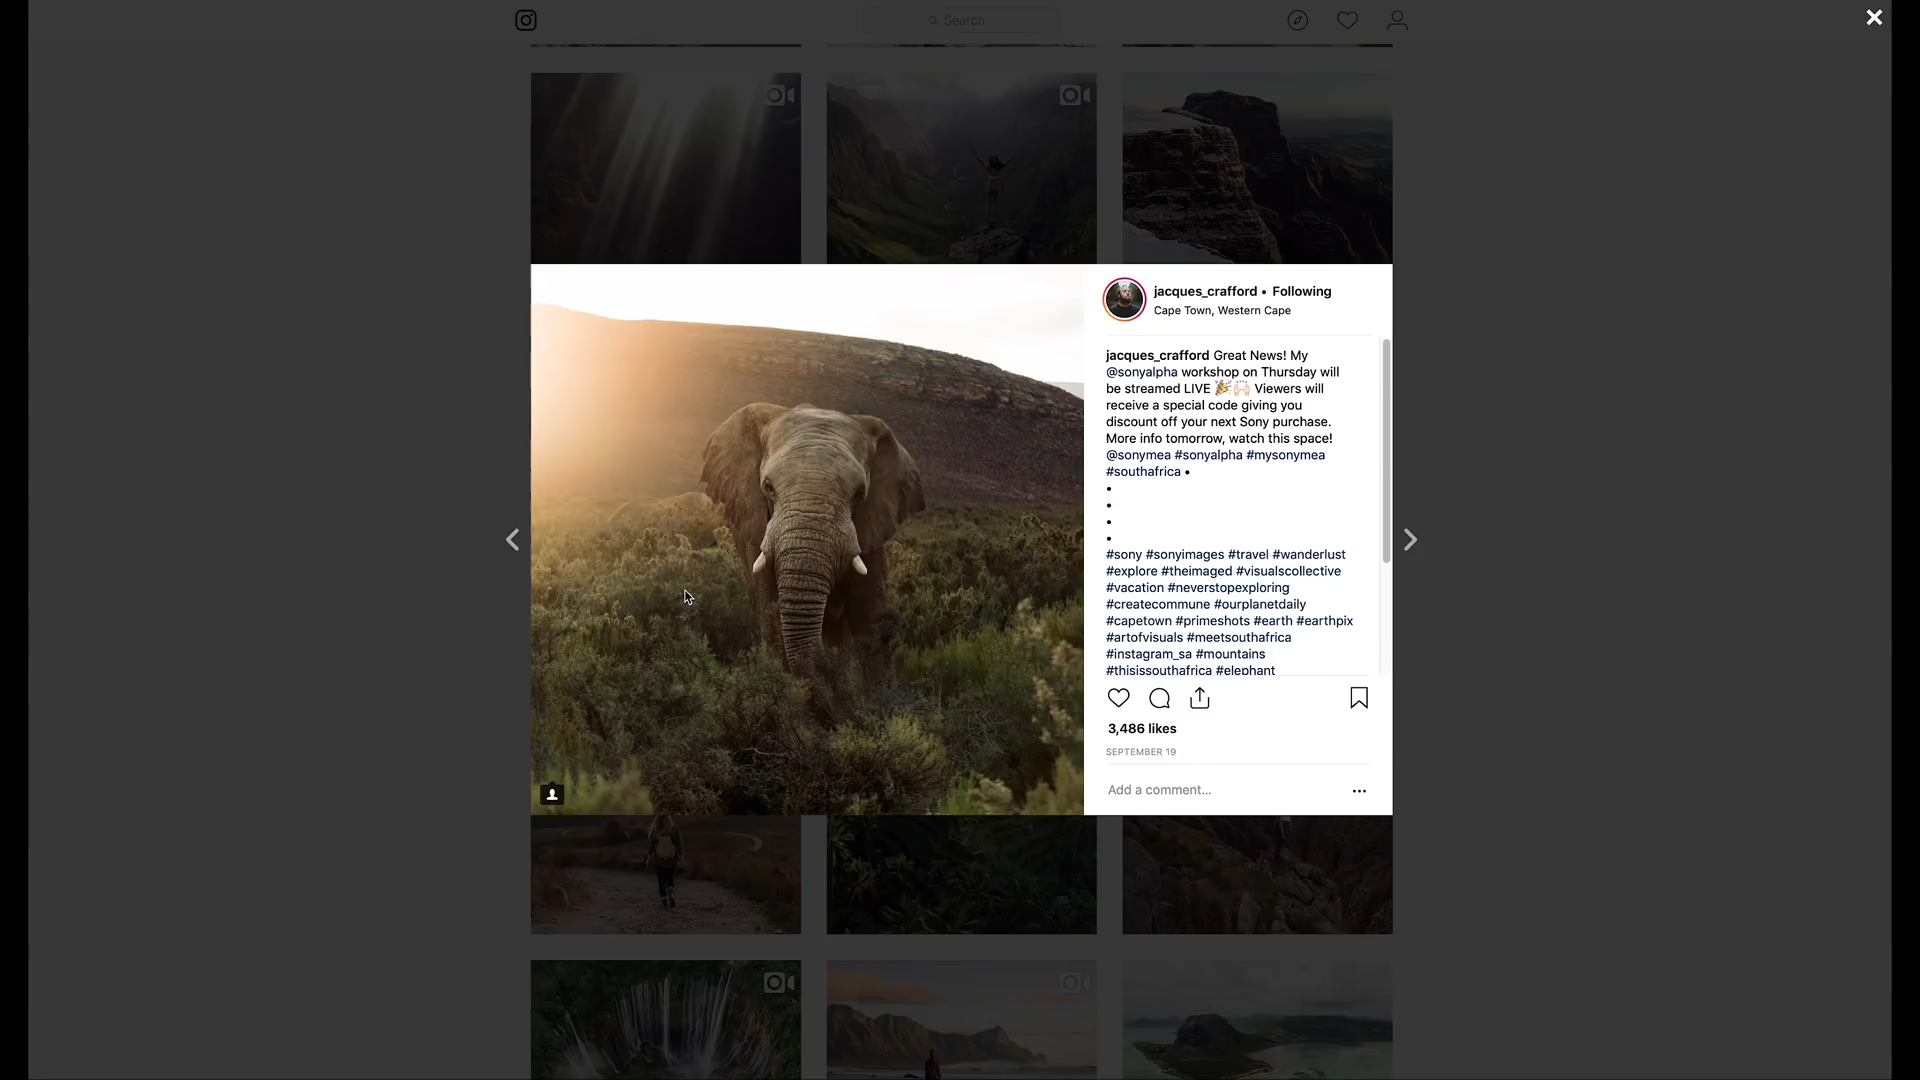 Search
jacques_crafford • Following
Cape Town, Western Cape
jacques_crafford Great News! My
@sonyalpha workshop on Thursday will
be streamed LIVE 🎉🙌🏻 Viewers will
receive a special code giving you
discount off your next Sony purchase.
More info tomorrow, watch this space!
@sonymea #sonyalpha #mysonymea
#southafrica •
•
•
•
•
#sony #sonyimages #travel #wanderlust
#explore #theimaged #visualscollective
#vacation #neverstopexploring
#createcommune #ourplanetdaily
#capetown #primeshots #earth #earthpix
#artofvisuals #meetsouthafrica
#instagram_sa #mountains
#thisissouthafrica #elephant
3,486 likes
SEPTEMBER 19
Add a comment...